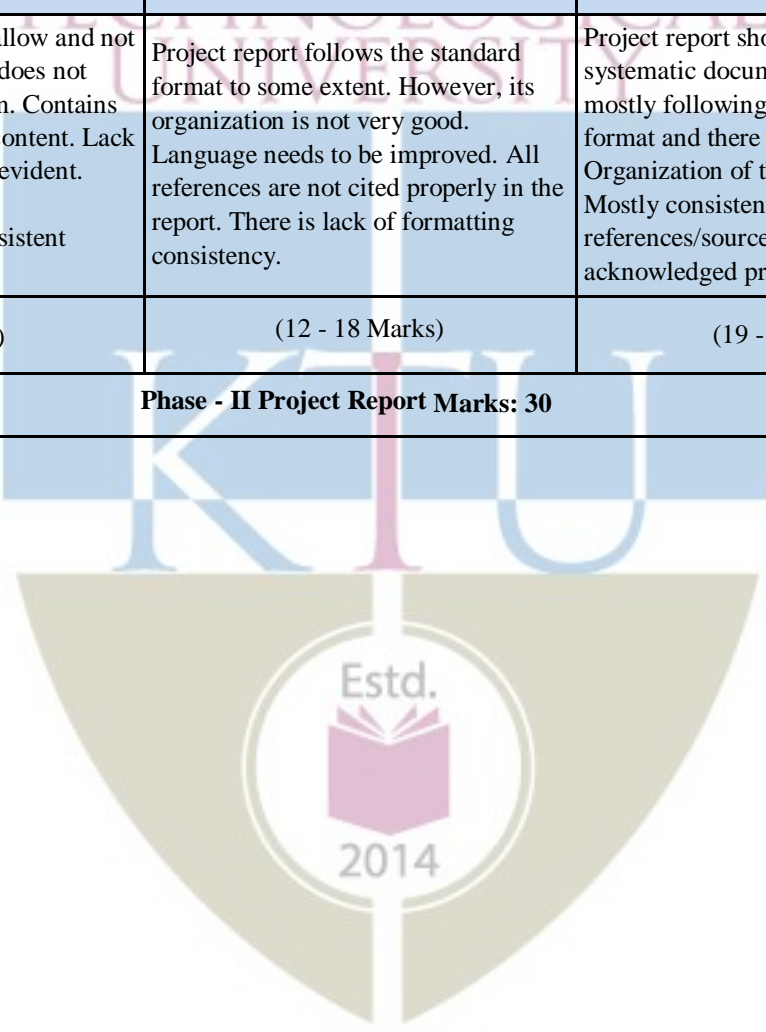 TECHNOLOGICAL
UNIVERSITY
allow and not
does not
n. Contains
content. Lack
evident.
sistent
)
Project report follows the standard
format to some extent. However, its
organization is not very good.
Language needs to be improved. All
references are not cited properly in the
report. There is lack of formatting
consistency.
(12 - 18 Marks)
Project report sho
systematic docum
mostly following
format and there
Organization of t
Mostly consisten
references/source
acknowledged pr
(19 -
Phase - II Project Report Marks: 30
KTU
Estd.
2014